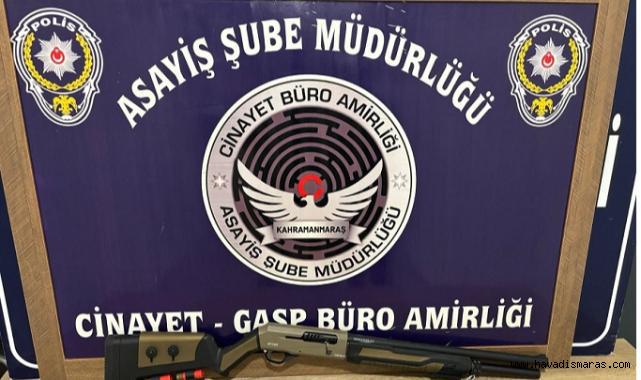 POLİS
POLİS
ASAYİŞ ŞUBE MÜDÜRLÜĞÜ
CİNAYET BÜRO AMİRLİĞİ
KAHRAMANMARAŞ
ASAYİŞ ŞUBE MÜDÜRLÜĞÜ
İ
CİNAYET - GASP BÜRO AMİRLİĞİ
www.havadismaras.com